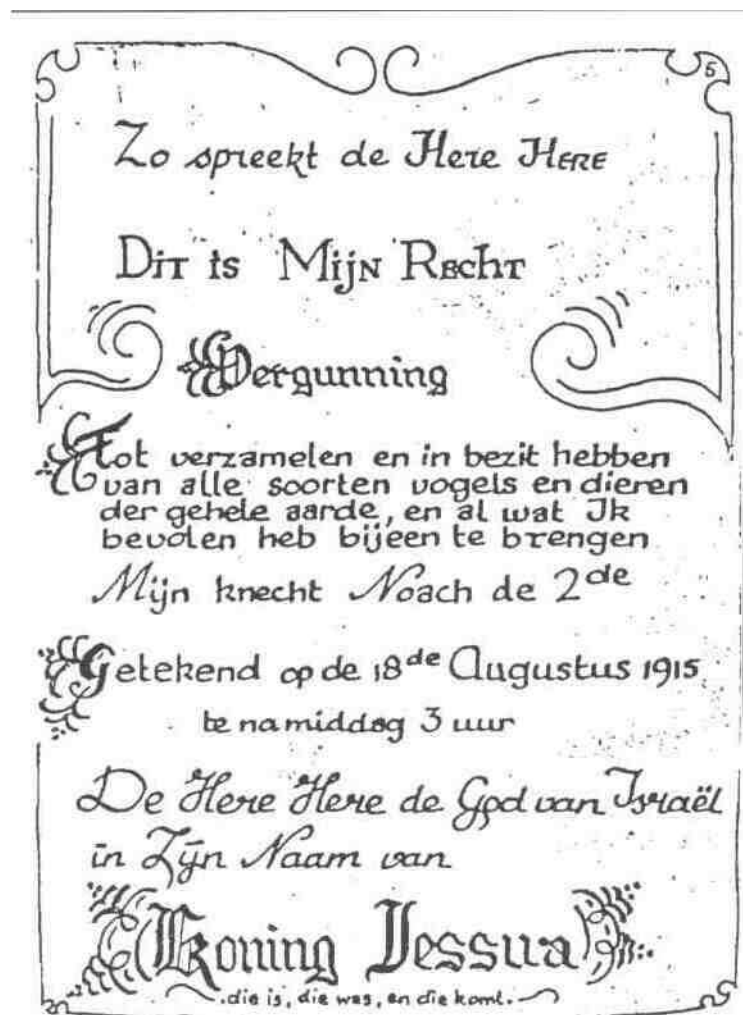 5
Zo spreekt de Here HERE
Dit is Mijn Recht
Vergunning
Tot verzamelen en in bezit hebben
van alle soorten vogels en dieren
der gehele aarde, en al wat Ik
bevolen heb bijeen te brengen
Mijn knecht Noach de 2de
Getekend op de 18de Augustus 1915
te namiddag 3 uur
De Here Here de God van Israël
in Zijn Naam van
Koning Jessua
die is, die was, en die komt.